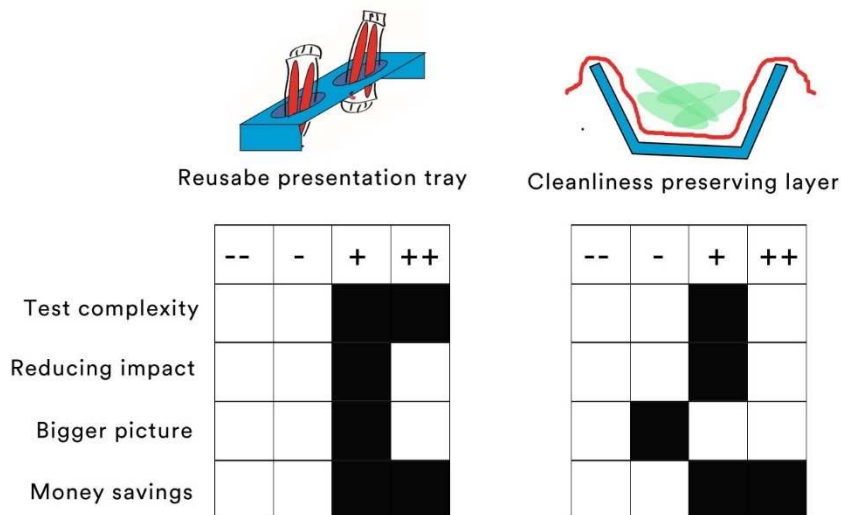 Reusabe presentation tray
Cleanliness preserving layer
-- - + ++
-- - + ++
Test complexity
Reducing impact
Bigger picture
Money savings